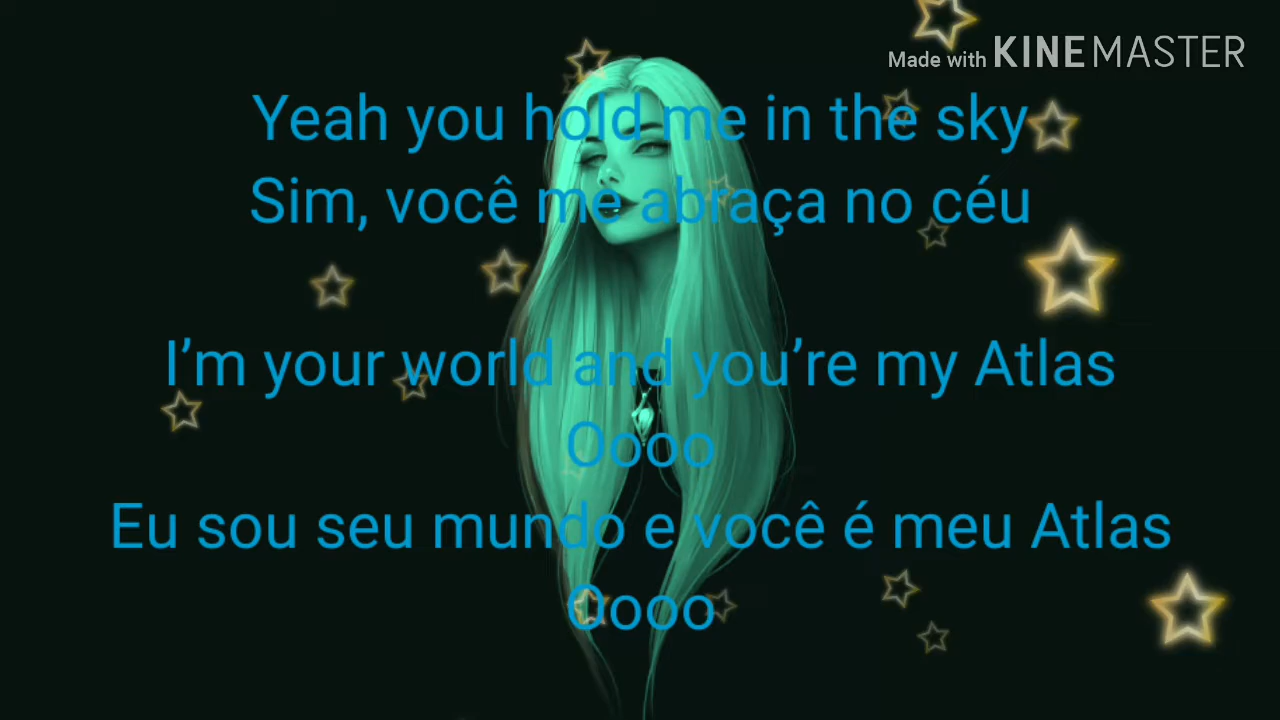 Made with KINEMASTER
Yeah you hold me in the sky
Sim, você me abraça no céu
I’m your world and you’re my Atlas
Oooo
Eu sou seu mundo e você é meu Atlas
Oooo